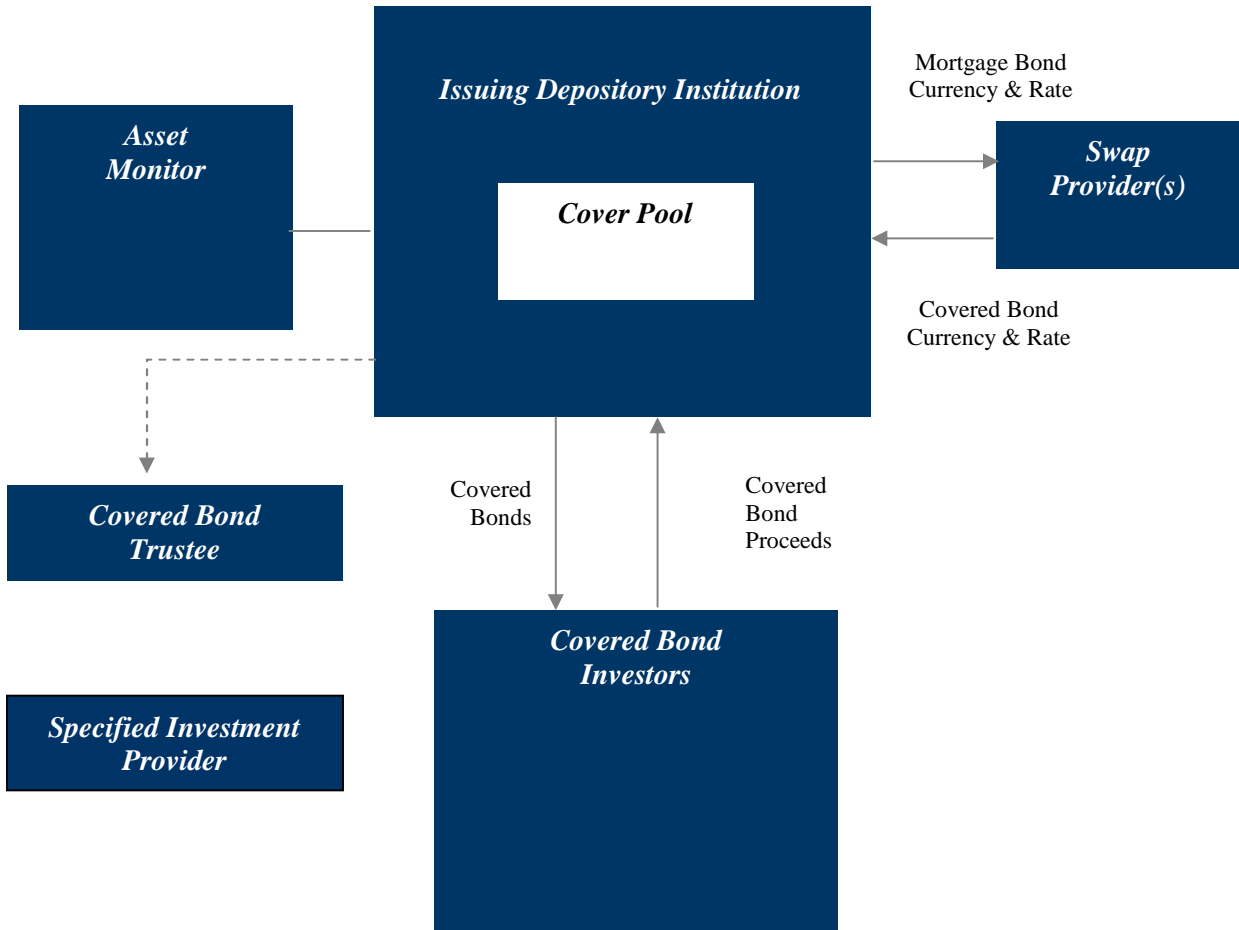 Issuing Depository Institution
Cover Pool
Asset
Monitor
Mortgage Bond
Currency & Rate
Swap
Provider(s)
Covered Bond
Currency & Rate
Covered Bond
Trustee
Covered
Bonds
Covered
Bond
Proceeds
Covered Bond
Investors
Specified Investment
Provider